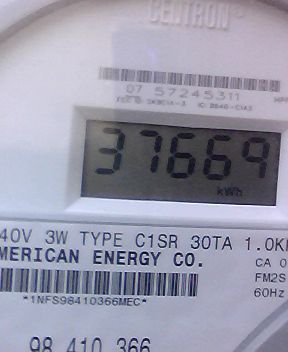 CENTRON®
07 57245311
37669
kWh
40V 3W TYPE C1SR 30TA 1.0K
MERICAN ENERGY CO.
CA 0
FM2S
60Hz
*1NFS98410366MEC*
98 410 366